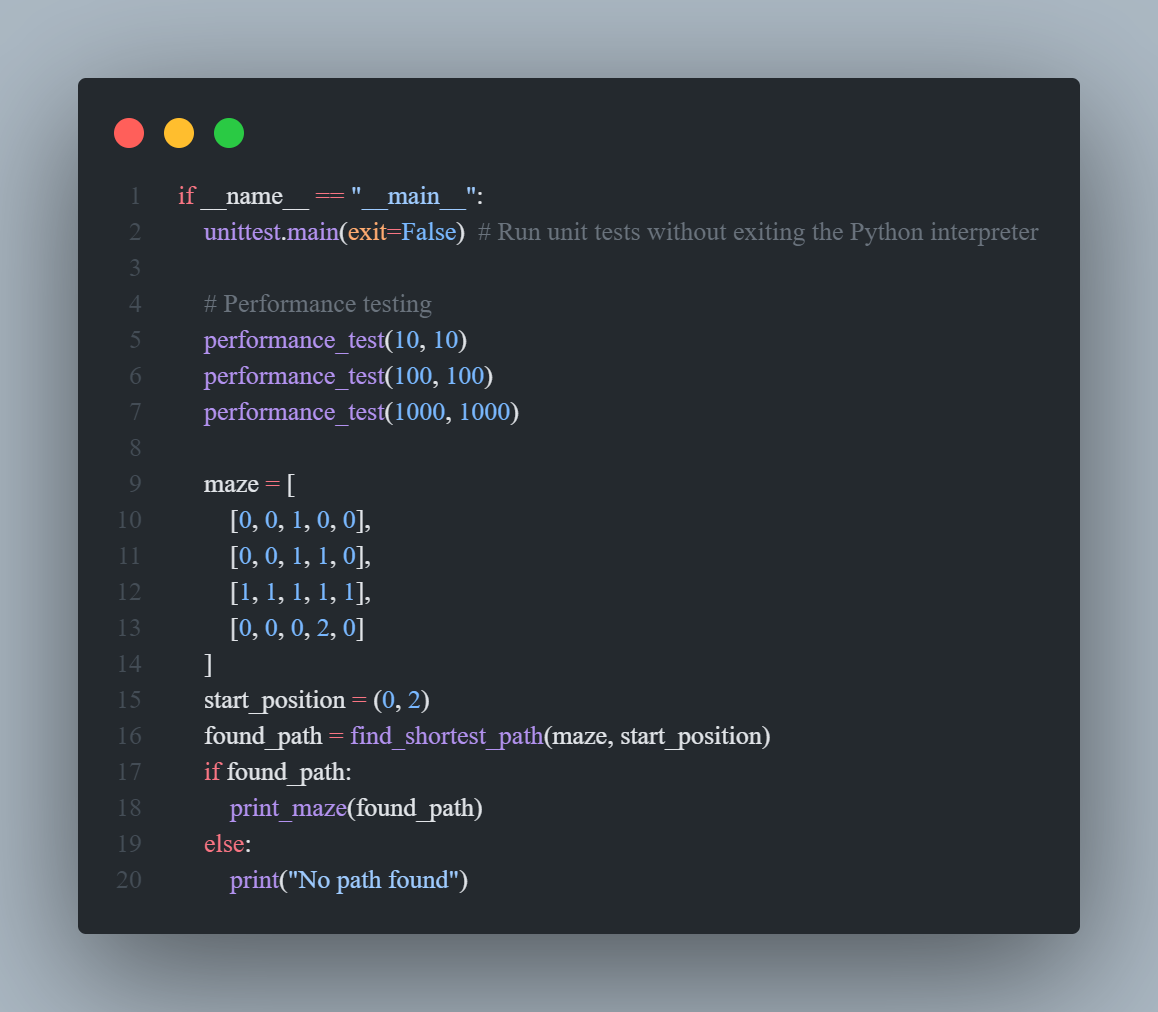 1 if __name__ == "__main__":
2 unittest.main(exit=False) # Run unit tests without exiting the Python interpreter
3
4 # Performance testing
5 performance_test(10, 10)
6 performance_test(100, 100)
7 performance_test(1000, 1000)
8
9 maze = [
10 [0, 0, 1, 0, 0],
11 [0, 0, 1, 1, 0],
12 [1, 1, 1, 1, 1],
13 [0, 0, 0, 2, 0]
14 ]
15 start_position = (0, 2)
16 found_path = find_shortest_path(maze, start_position)
17 if found_path:
18 print_maze(found_path)
19 else:
20 print("No path found")